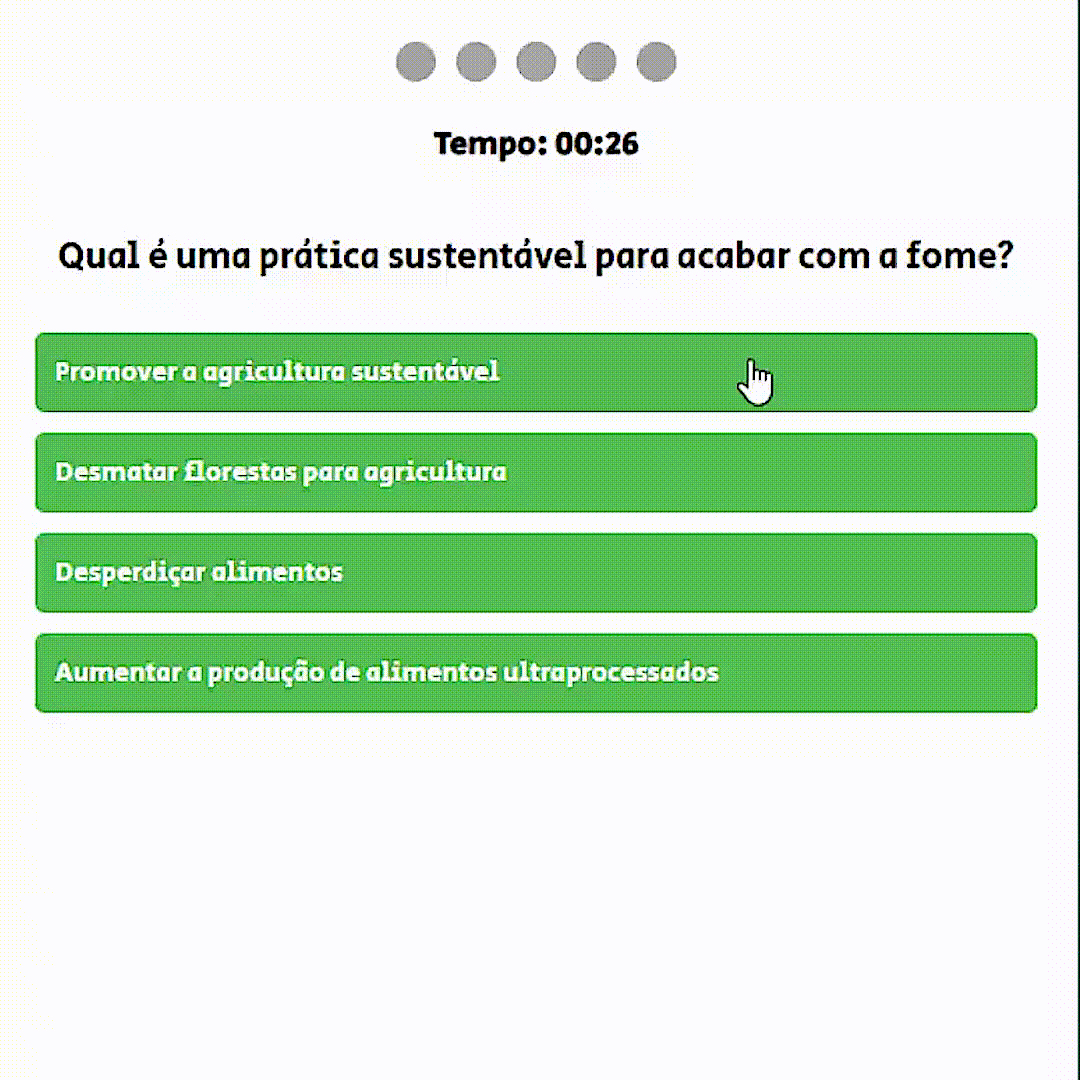 Tempo: 00:26
Qual é uma prática sustentável para acabar com a fome?
Promover a agricultura sustentável
Desmatar florestas para agricultura
Desperdiçar alimentos
Aumentar a produção de alimentos ultraprocessados